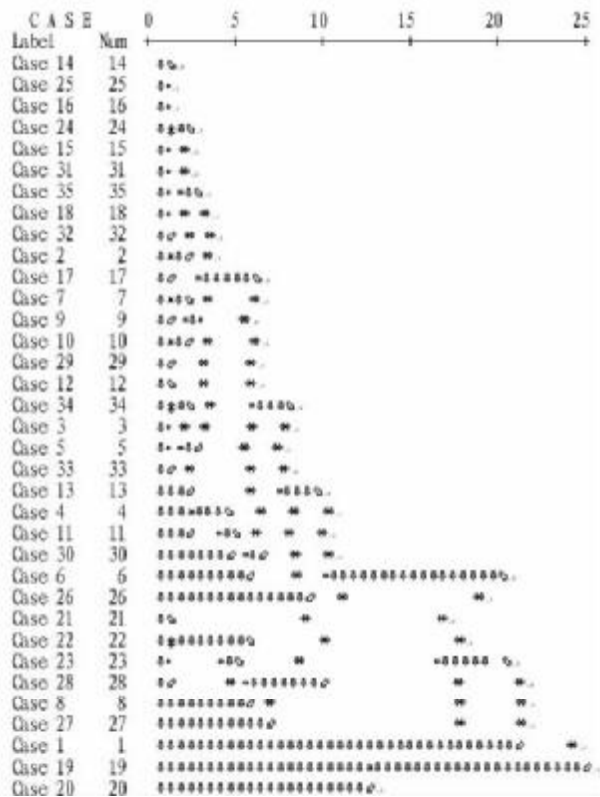 C A S E 0 5 10 15 20 25
Label Num
Case 14 14
Case 25 25
Case 16 16
Case 24 24
Case 15 15
Case 31 31
Case 35 35
Case 18 18
Case 32 32
Case 2 2
Case 17 17
Case 7 7
Case 9 9
Case 10 10
Case 29 29
Case 12 12
Case 34 34
Case 3 3
Case 5 5
Case 33 33
Case 13 13
Case 4 4
Case 11 11
Case 30 30
Case 6 6
Case 26 26
Case 21 21
Case 22 22
Case 23 23
Case 28 28
Case 8 8
Case 27 27
Case 1 1
Case 19 19
Case 20 20